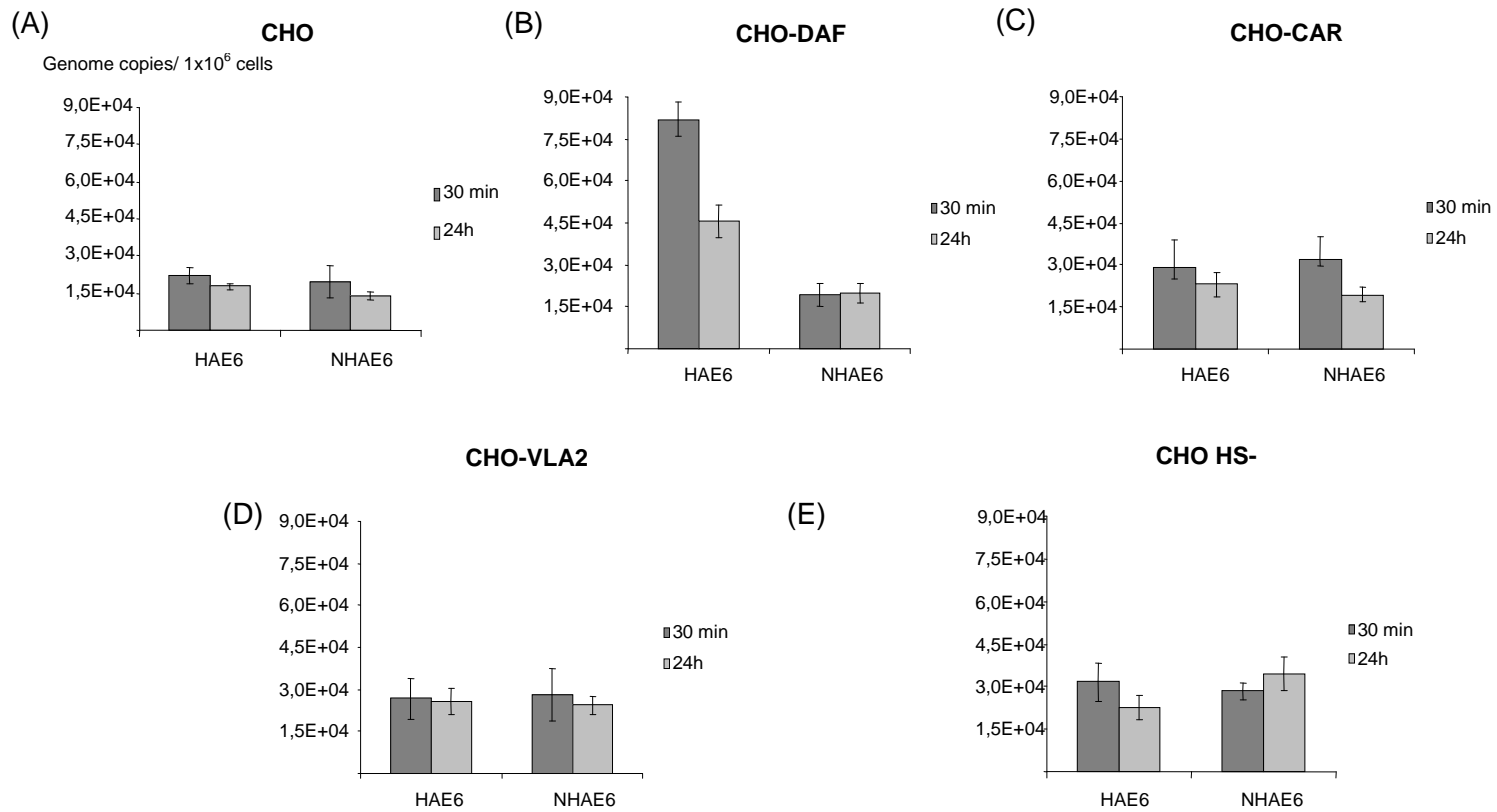 (A)
CHO
Genome copies/ 1x10⁶ cells
9,0E+04
7,5E+04
6,0E+04
4,5E+04
3,0E+04
1,5E+04
HAE6 NHAE6
30 min
24h
(B)
CHO-DAF
9,0E+04
7,5E+04
6,0E+04
4,5E+04
3,0E+04
1,5E+04
HAE6 NHAE6
30 min
24h
(C)
CHO-CAR
9,0E+04
7,5E+04
6,0E+04
4,5E+04
3,0E+04
1,5E+04
HAE6 NHAE6
30 min
24h
(D)
CHO-VLA2
9,0E+04
7,5E+04
6,0E+04
4,5E+04
3,0E+04
1,5E+04
HAE6 NHAE6
30 min
24h
(E)
CHO HS-
9,0E+04
7,5E+04
6,0E+04
4,5E+04
3,0E+04
1,5E+04
HAE6 NHAE6
30 min
24h